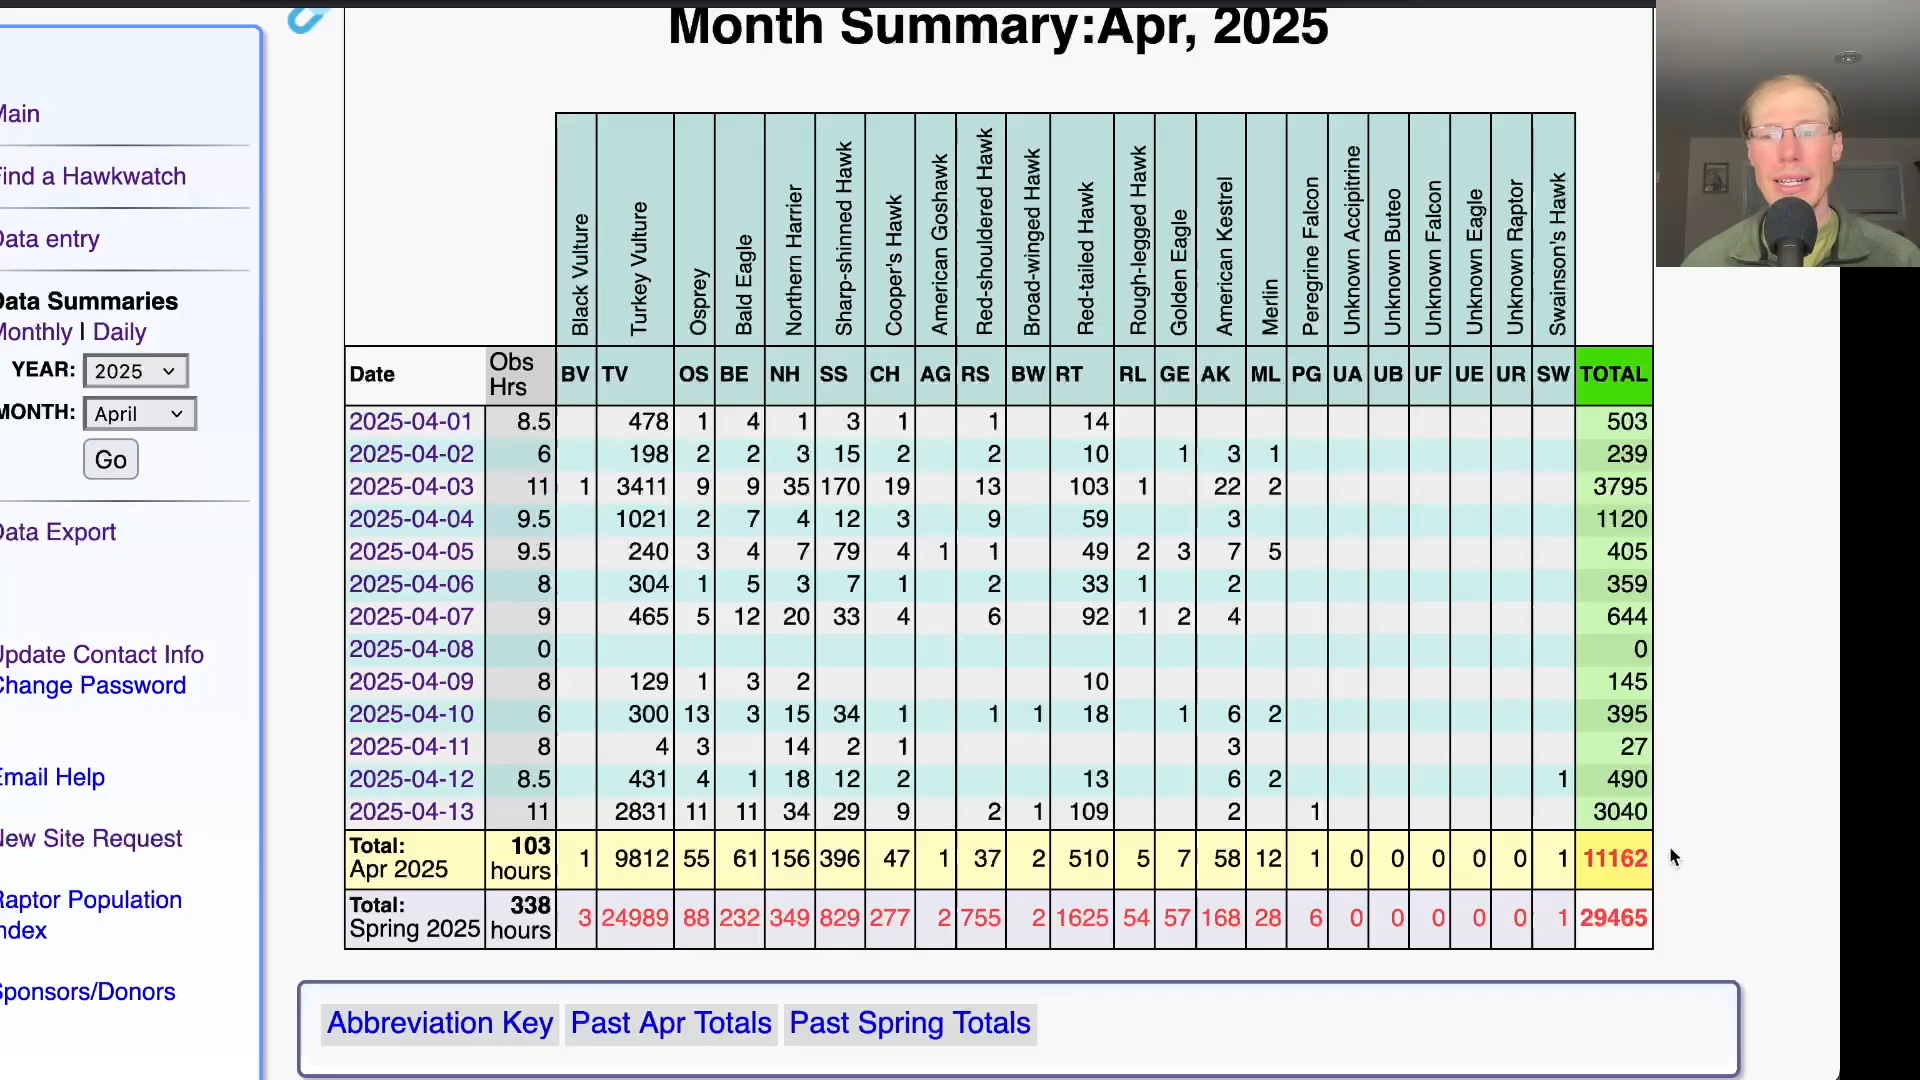 Month Summary:Apr, 2025
Main
Find a Hawkwatch
Data entry
Data Summaries
Monthly | Daily
YEAR: 2025
MONTH: April
Go
Data Export
Update Contact Info
Change Password
Email Help
New Site Request
Raptor Population
Index
Sponsors/Donors
Black Vulture Turkey Vulture Osprey Bald Eagle Northern Harrier Sharp-shinned Hawk Cooper's Hawk American Goshawk Red-shouldered Hawk Broad-winged Hawk Red-tailed Hawk Rough-legged Hawk Golden Eagle American Kestrel Merlin Peregrine Falcon Unknown Accipitrine Unknown Buteo Unknown Falcon Unknown Eagle Unknown Raptor Swainson's Hawk
Date Obs Hrs BV TV OS BE NH SS CH AG RS BW RT RL GE AK ML PG UA UB UF UE UR SW TOTAL
2025-04-01 8.5 478 1 4 1 3 1 1 14 503
2025-04-02 6 198 2 2 3 15 2 2 10 1 3 1 239
2025-04-03 11 1 3411 9 9 35 170 19 13 103 1 22 2 3795
2025-04-04 9.5 1021 2 7 4 12 3 9 59 3 1120
2025-04-05 9.5 240 3 4 7 79 4 1 1 49 2 3 7 5 405
2025-04-06 8 304 1 5 3 7 1 2 33 1 2 359
2025-04-07 9 465 5 12 20 33 4 6 92 1 2 4 644
2025-04-08 0 0
2025-04-09 8 129 1 3 2 10 145
2025-04-10 6 300 13 3 15 34 1 1 1 18 1 6 2 395
2025-04-11 8 4 3 14 2 1 3 27
2025-04-12 8.5 431 4 1 18 12 2 13 6 2 1 490
2025-04-13 11 2831 11 11 34 29 9 2 1 109 2 1 3040
Total: Apr 2025 103 hours 1 9812 55 61 156 396 47 1 37 2 510 5 7 58 12 1 0 0 0 0 0 1 11162
Total: Spring 2025 338 hours 3 24989 88 232 349 829 277 2 755 2 1625 54 57 168 28 6 0 0 0 0 0 1 29465
Abbreviation Key Past Apr Totals Past Spring Totals